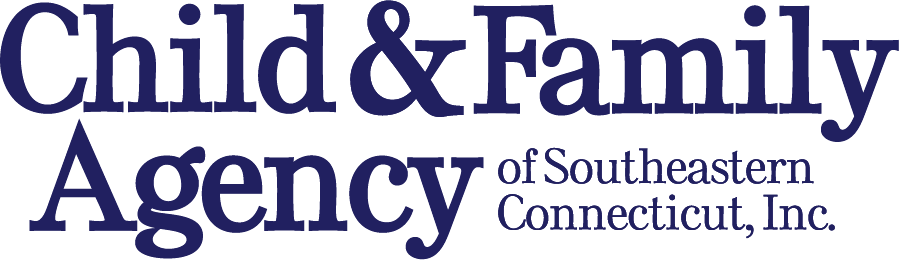 Child & Family
Agency
of Southeastern
Connecticut, Inc.